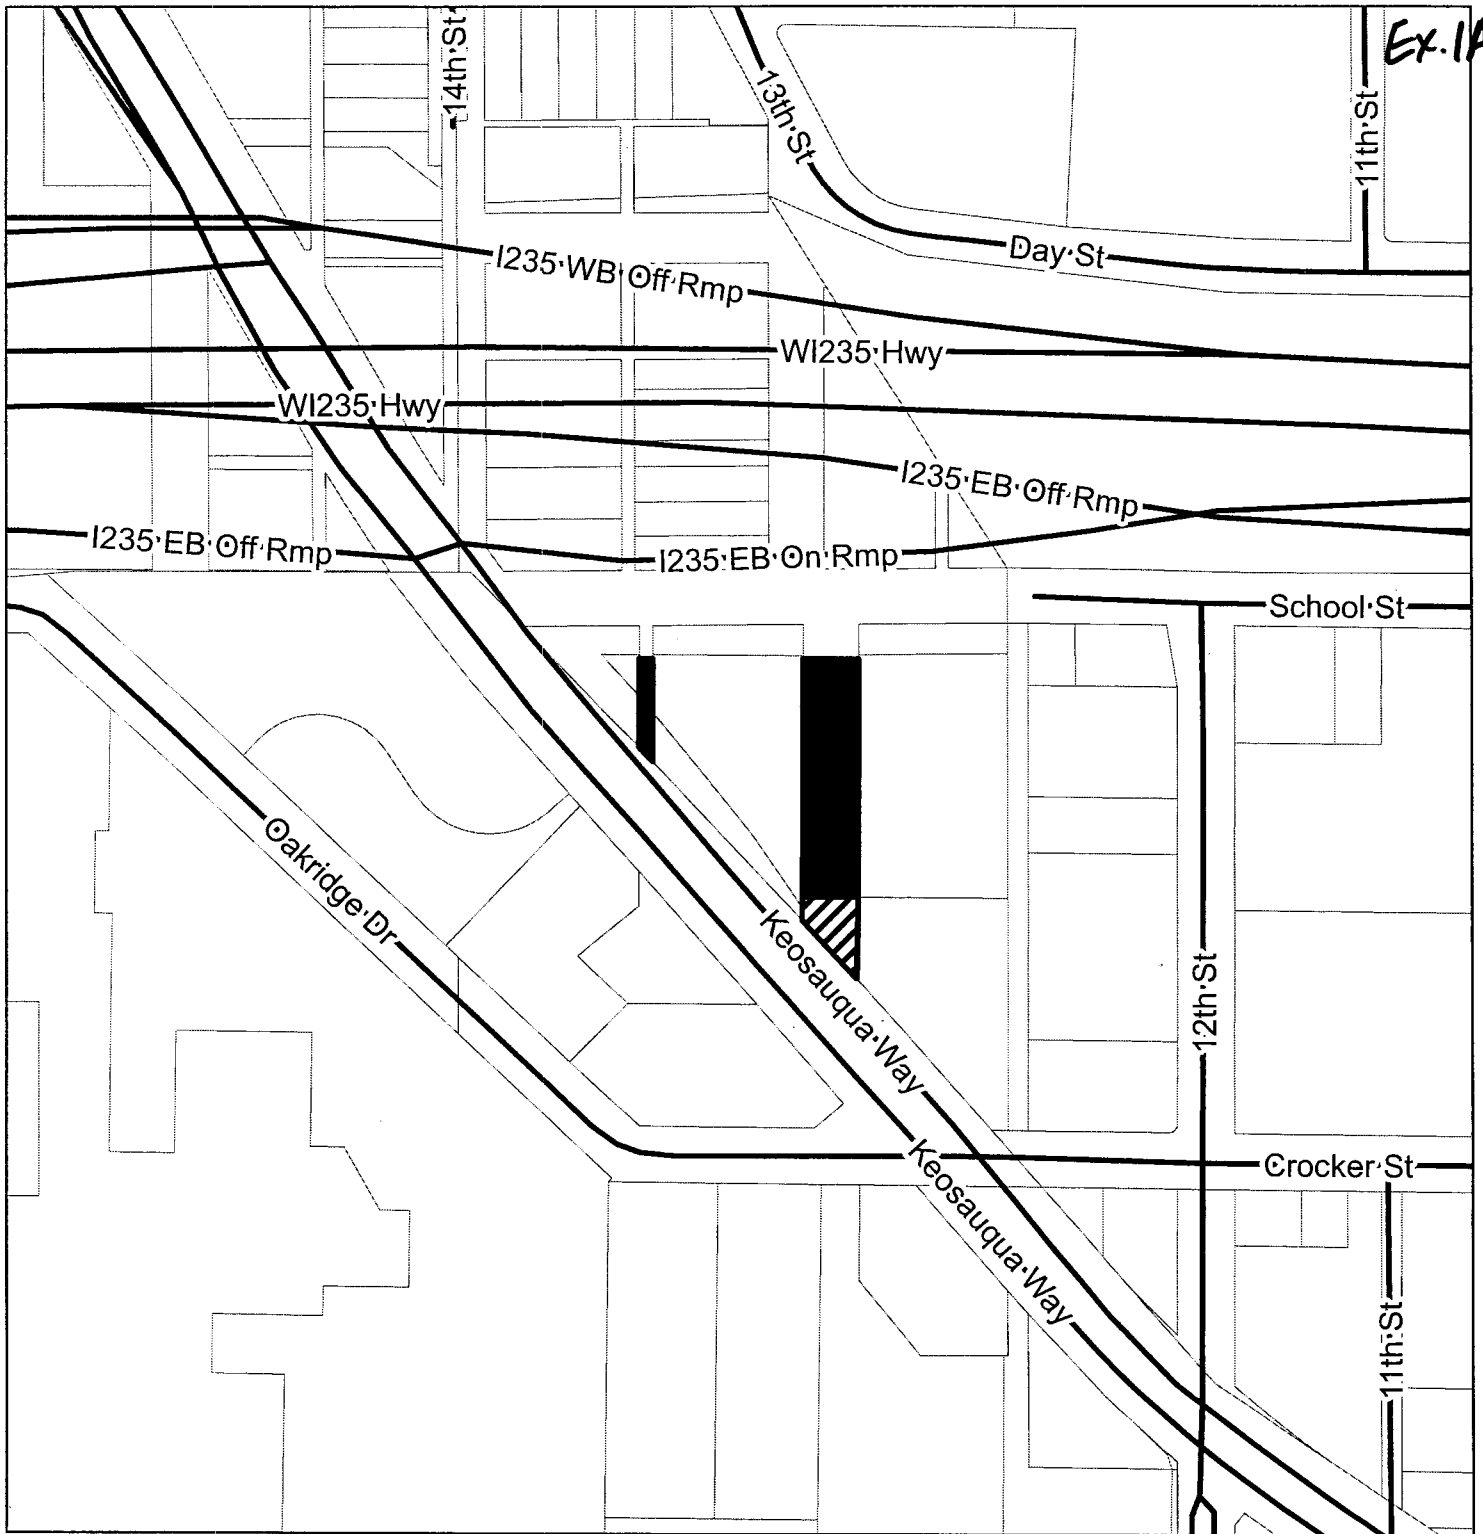 Ex. 1A
14th St
13th St
11th St
Day St
I235 WB Off Rmp
WI235 Hwy
WI235 Hwy
I235 EB Off Rmp
I235 EB Off Rmp
I235 EB On Rmp
School St
Oakridge Dr
Keosauqua Way
12th St
Keosauqua Way
Crocker St
11th St